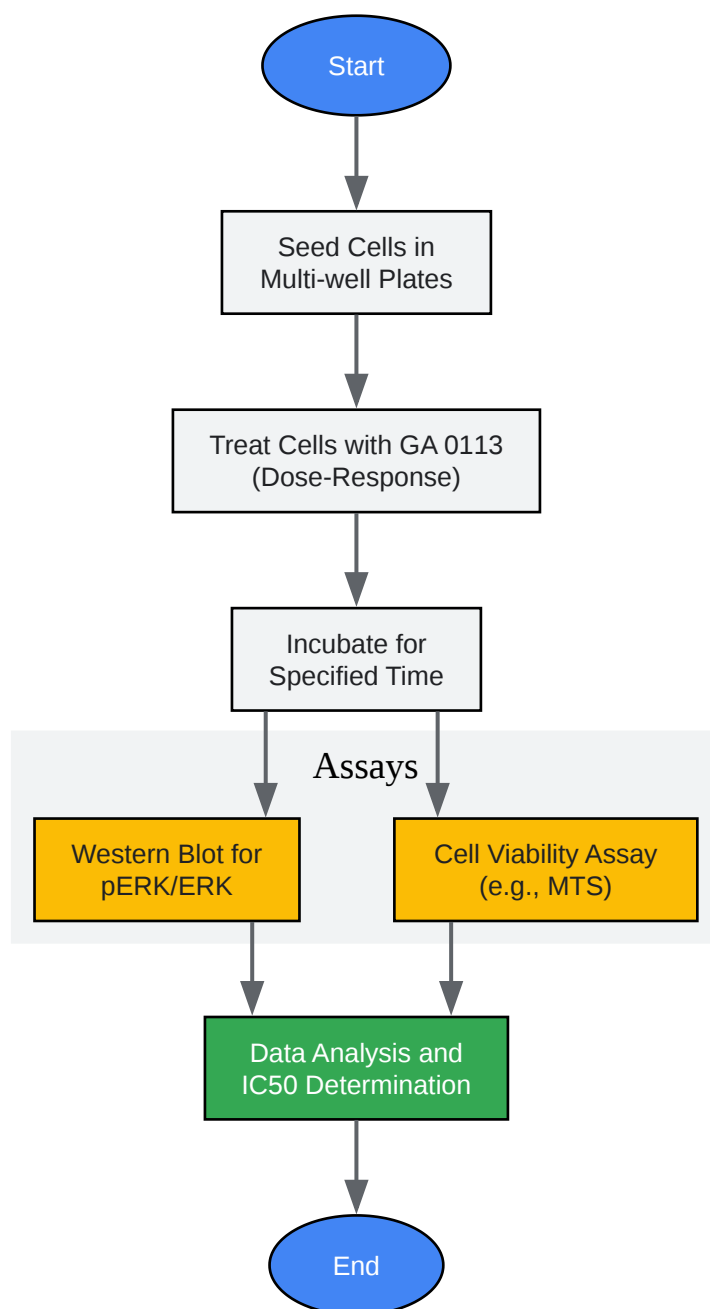 Start
Seed Cells in
Multi-well Plates
Treat Cells with GA 0113
(Dose-Response)
Incubate for
Specified Time
Assays
Western Blot for
pERK/ERK
Cell Viability Assay
(e.g., MTS)
Data Analysis and
IC50 Determination
End